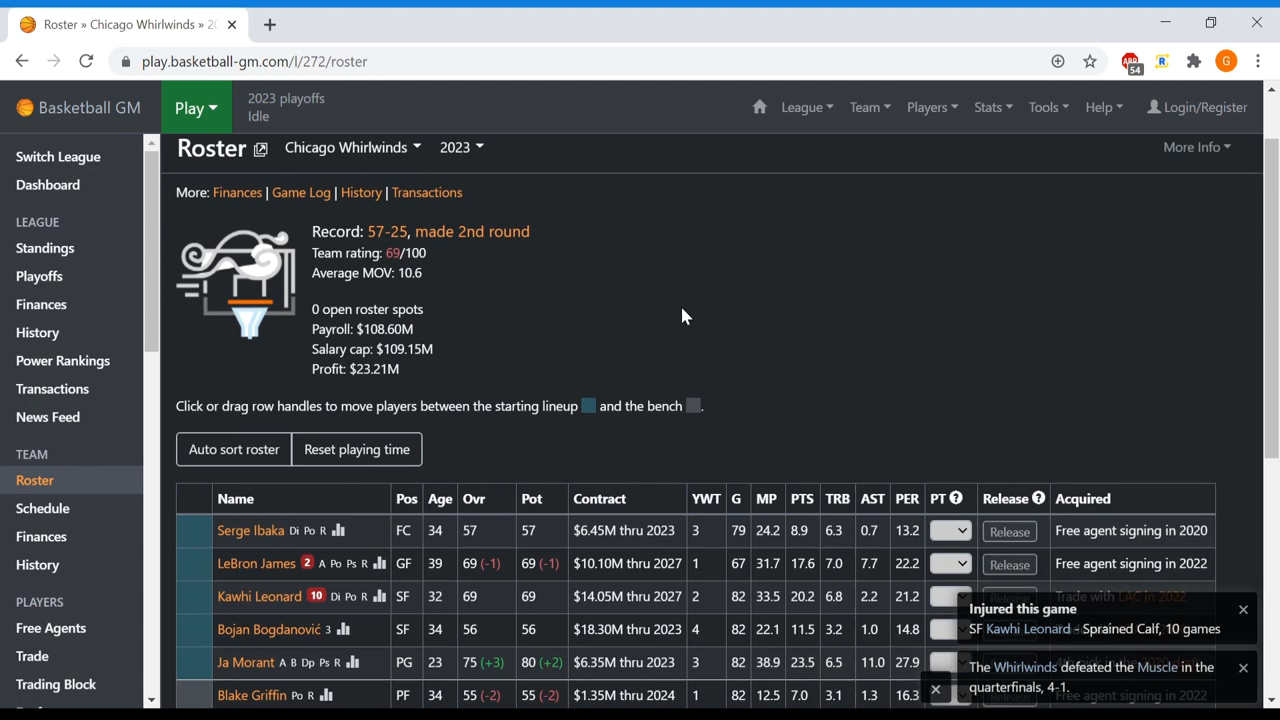 Roster » Chicago Whirlwinds » 20
play.basketball-gm.com/l/272/roster
54
G
Basketball GM
Play
2023 playoffs
Idle
League
Team
Players
Stats
Tools
Help
Login/Register
Switch League
Dashboard
LEAGUE
Standings
Playoffs
Finances
History
Power Rankings
Transactions
News Feed
TEAM
Roster
Schedule
Finances
History
PLAYERS
Free Agents
Trade
Trading Block
Roster Chicago Whirlwinds 2023
More Info
More: Finances | Game Log | History | Transactions
Record: 57-25, made 2nd round
Team rating: 69/100
Average MOV: 10.6
0 open roster spots
Payroll: $108.60M
Salary cap: $109.15M
Profit: $23.21M
Click or drag row handles to move players between the starting lineup and the bench .
Auto sort roster Reset playing time
Name Pos Age Ovr Pot Contract YWT G MP PTS TRB AST PER PT ? Release ? Acquired
Serge Ibaka Di Po R FC 34 57 57 $6.45M thru 2023 3 79 24.2 8.9 6.3 0.7 13.2 Release Free agent signing in 2020
LeBron James 2 A Po Ps R GF 39 69 (-1) 69 (-1) $10.10M thru 2027 1 67 31.7 17.6 7.0 7.7 22.2 Release Free agent signing in 2022
Kawhi Leonard 10 Di Po R SF 32 69 69 $14.05M thru 2027 2 82 33.5 20.2 6.8 2.2 21.2 Release Trade with LAC in 2022
Bojan Bogdanović 3 SF 34 56 56 $18.30M thru 2023 4 82 22.1 11.5 3.2 1.0 14.8
Ja Morant A B Dp Ps R PG 23 75 (+3) 80 (+2) $6.35M thru 2023 3 82 38.9 23.5 6.5 11.0 27.9
Blake Griffin Po R PF 34 55 (-2) 55 (-2) $1.35M thru 2024 1 82 12.5 7.0 3.1 1.3 16.3 Release Free agent signing in 2022
Injured this game
SF Kawhi Leonard - Sprained Calf, 10 games
The Whirlwinds defeated the Muscle in the
quarterfinals, 4-1.